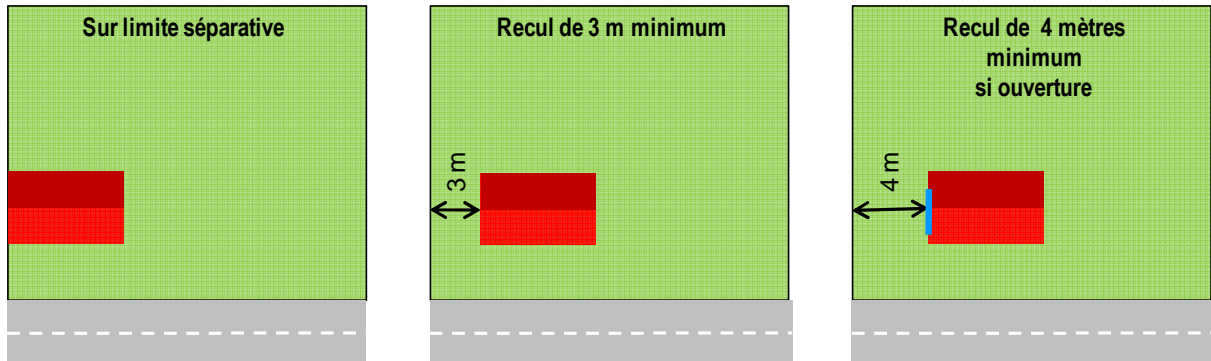 Sur limite séparative
Recul de 3 m minimum
3 m
Recul de 4 mètres
minimum
si ouverture
4 m